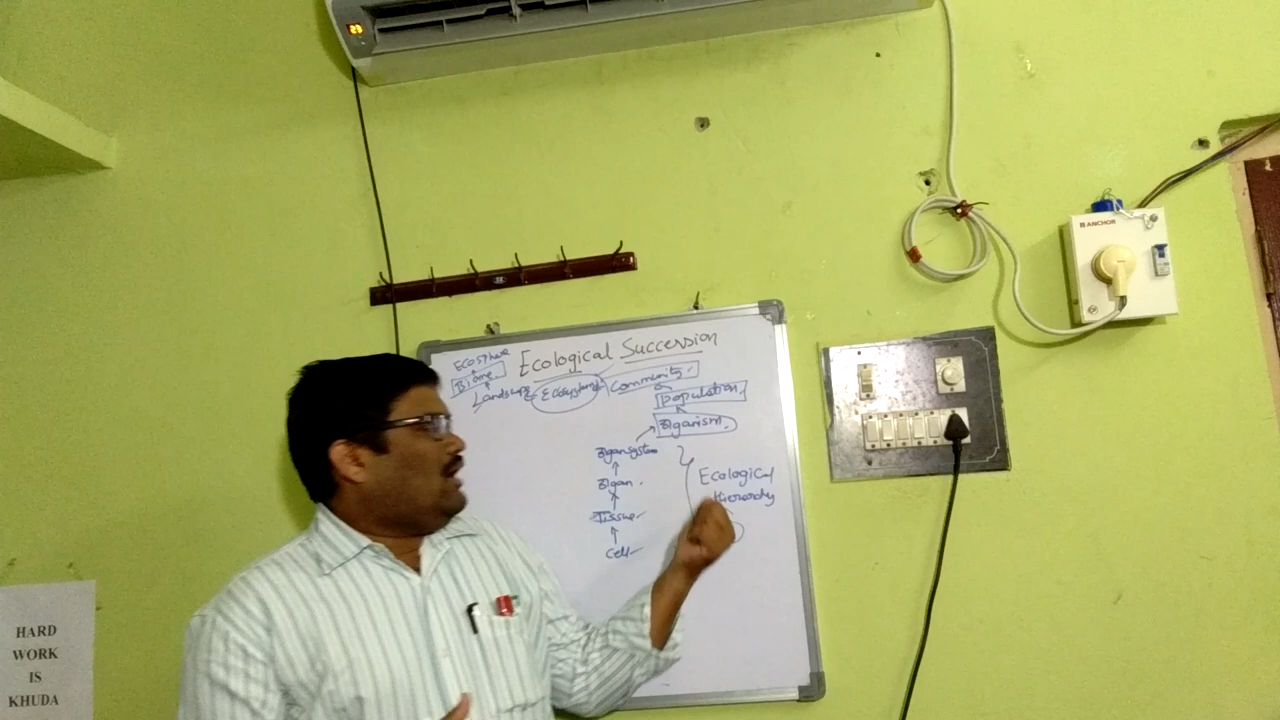 23
ANCHOR
Ecological Succession
ECOSPHERE
Biome
Landscape
Ecosystem
Community
population
Organism.
Organ system
Organ.
Tissue
Cell
Ecological
Hierarchy
HARD
WORK
IS
KHUDA